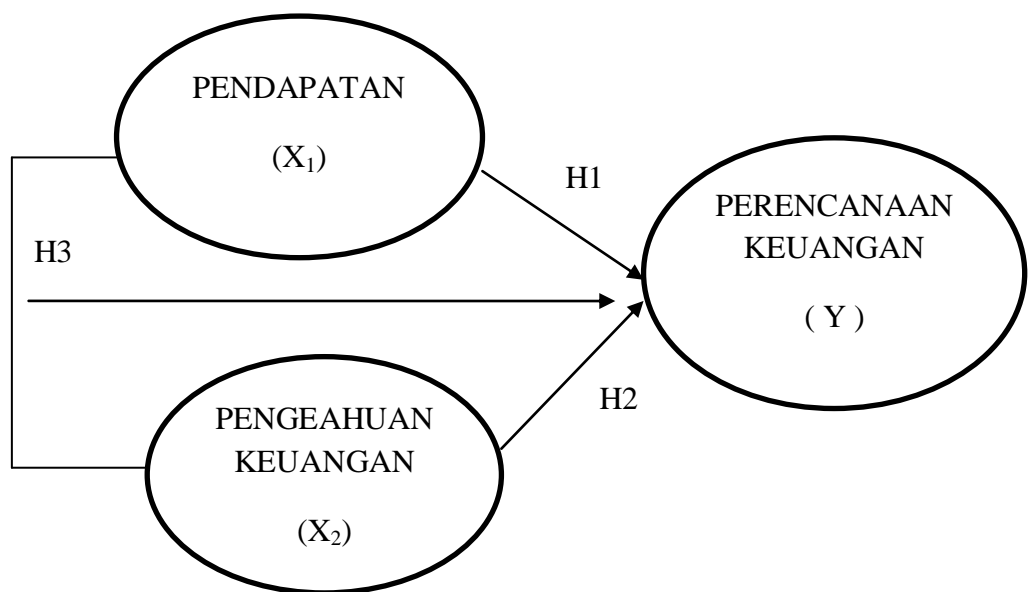 PENDAPATAN
(X₁)
H1
PERENCANAAN
KEUANGAN
( Y )
H3
H2
PENGEAHUAN
KEUANGAN
(X₂)